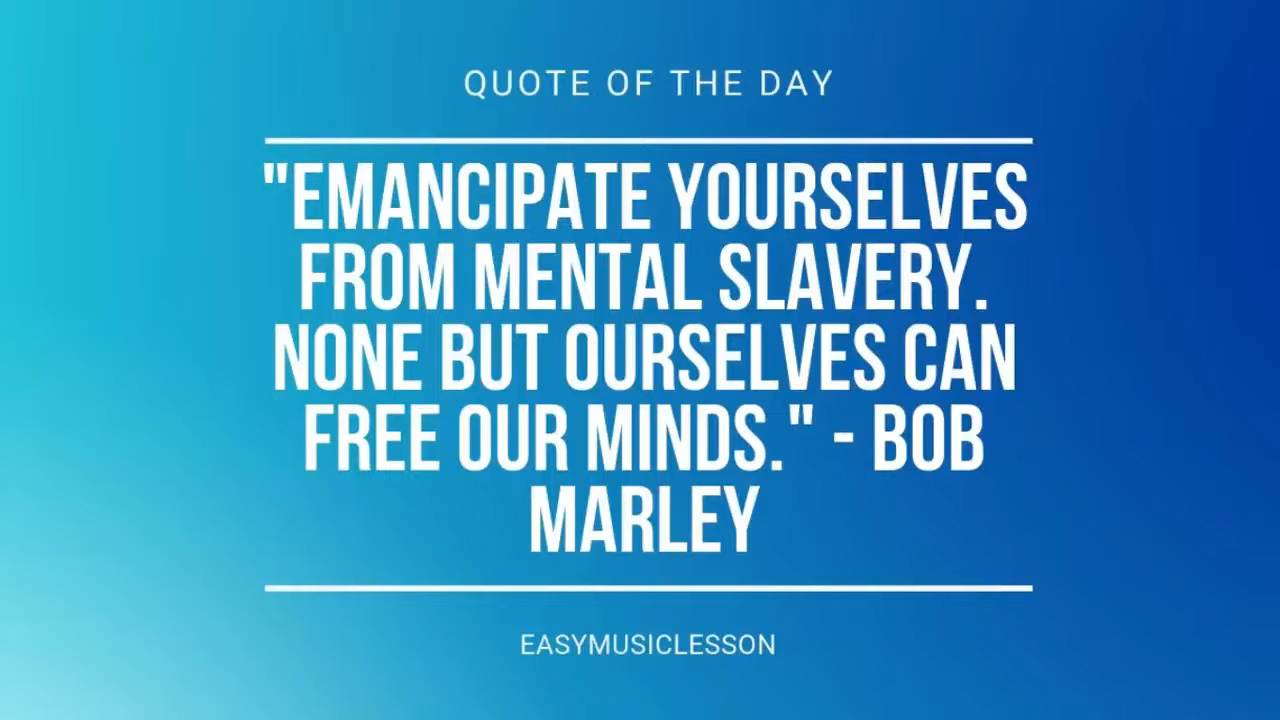 QUOTE OF THE DAY
"EMANCIPATE YOURSELVES
FROM MENTAL SLAVERY.
NONE BUT OURSELVES CAN
FREE OUR MINDS." - BOB
MARLEY
EASYMUSICLESSON